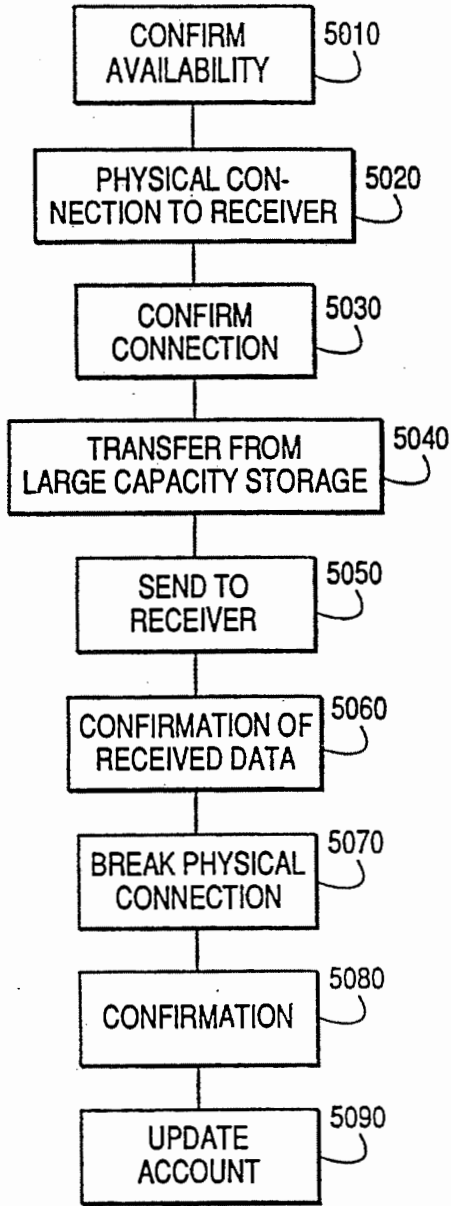 CONFIRM
AVAILABILITY
5010
PHYSICAL CON-
NECTION TO RECEIVER
5020
CONFIRM
CONNECTION
5030
TRANSFER FROM
LARGE CAPACITY STORAGE
5040
SEND TO
RECEIVER
5050
CONFIRMATION OF
RECEIVED DATA
5060
BREAK PHYSICAL
CONNECTION
5070
CONFIRMATION
5080
UPDATE
ACCOUNT
5090